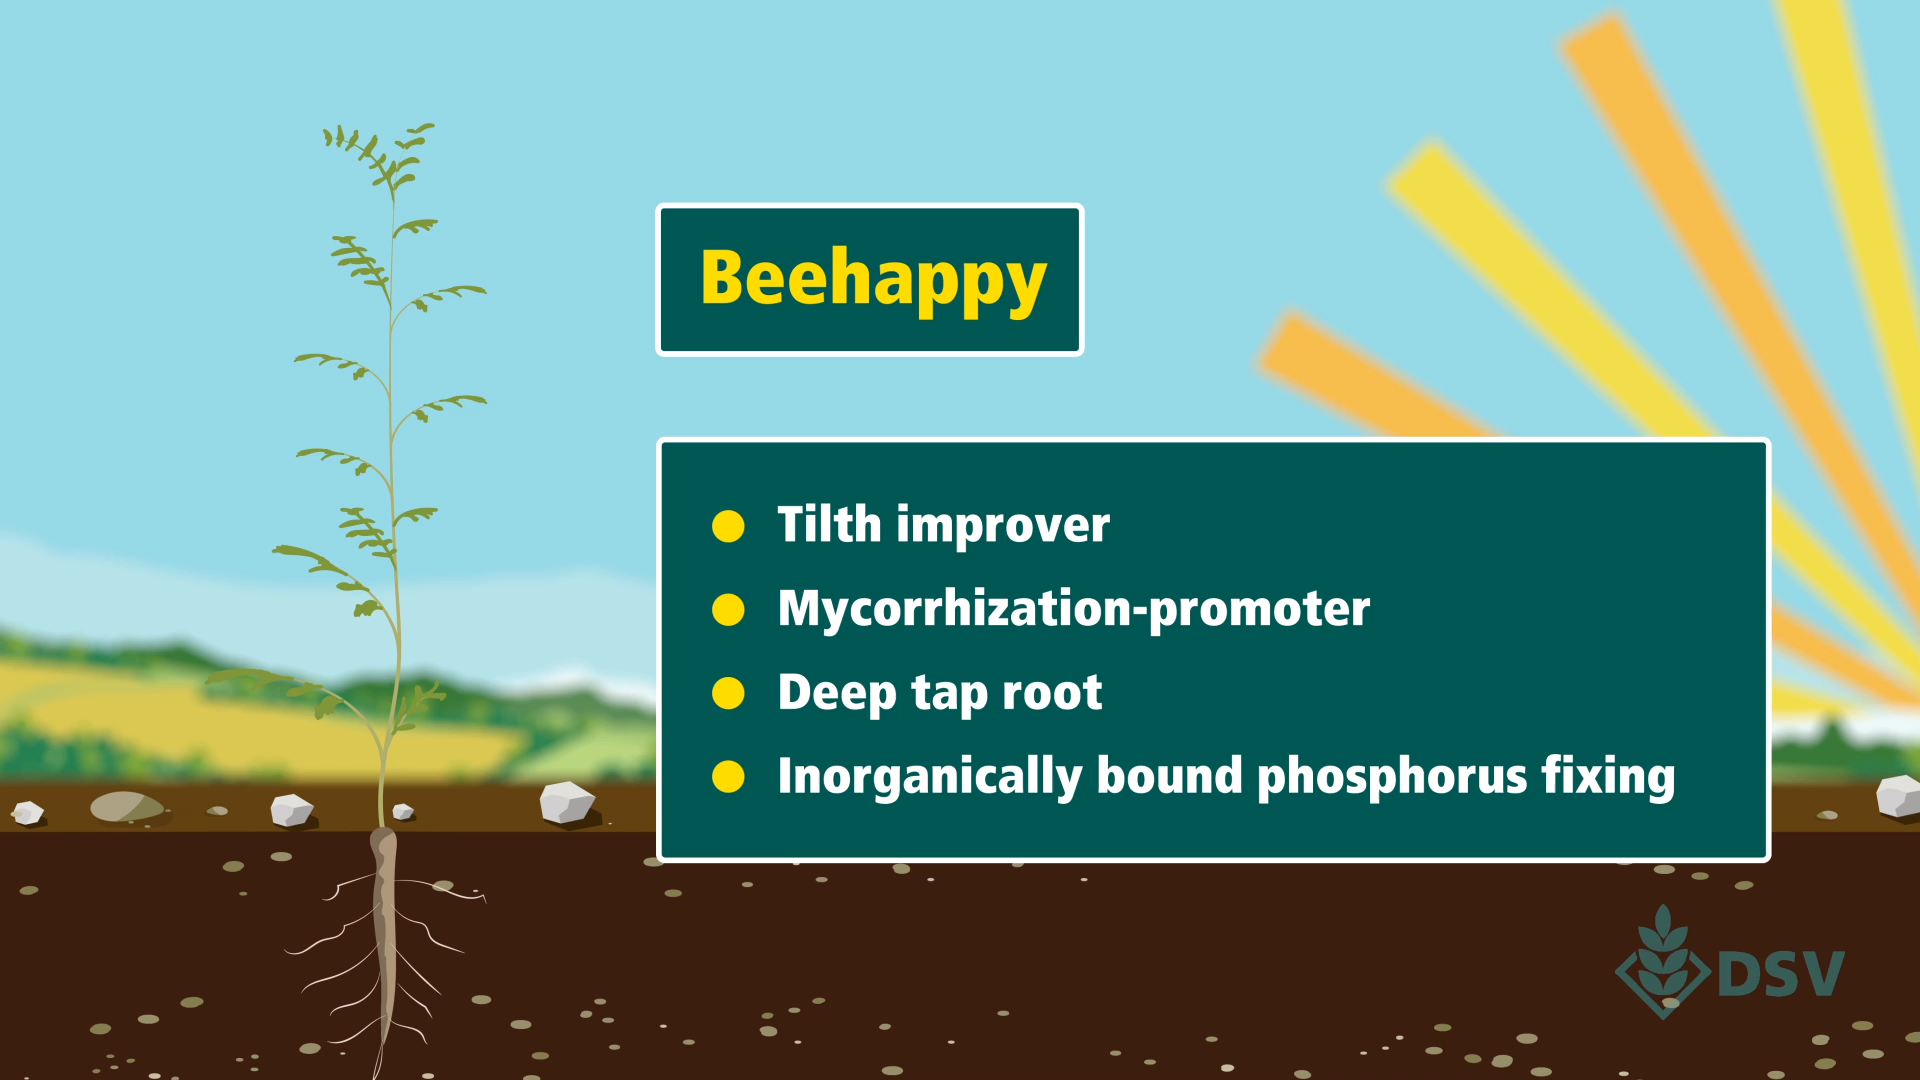 Beehappy
Tilth improver
Mycorrhization-promoter
Deep tap root
Inorganically bound phosphorus fixing
DSV